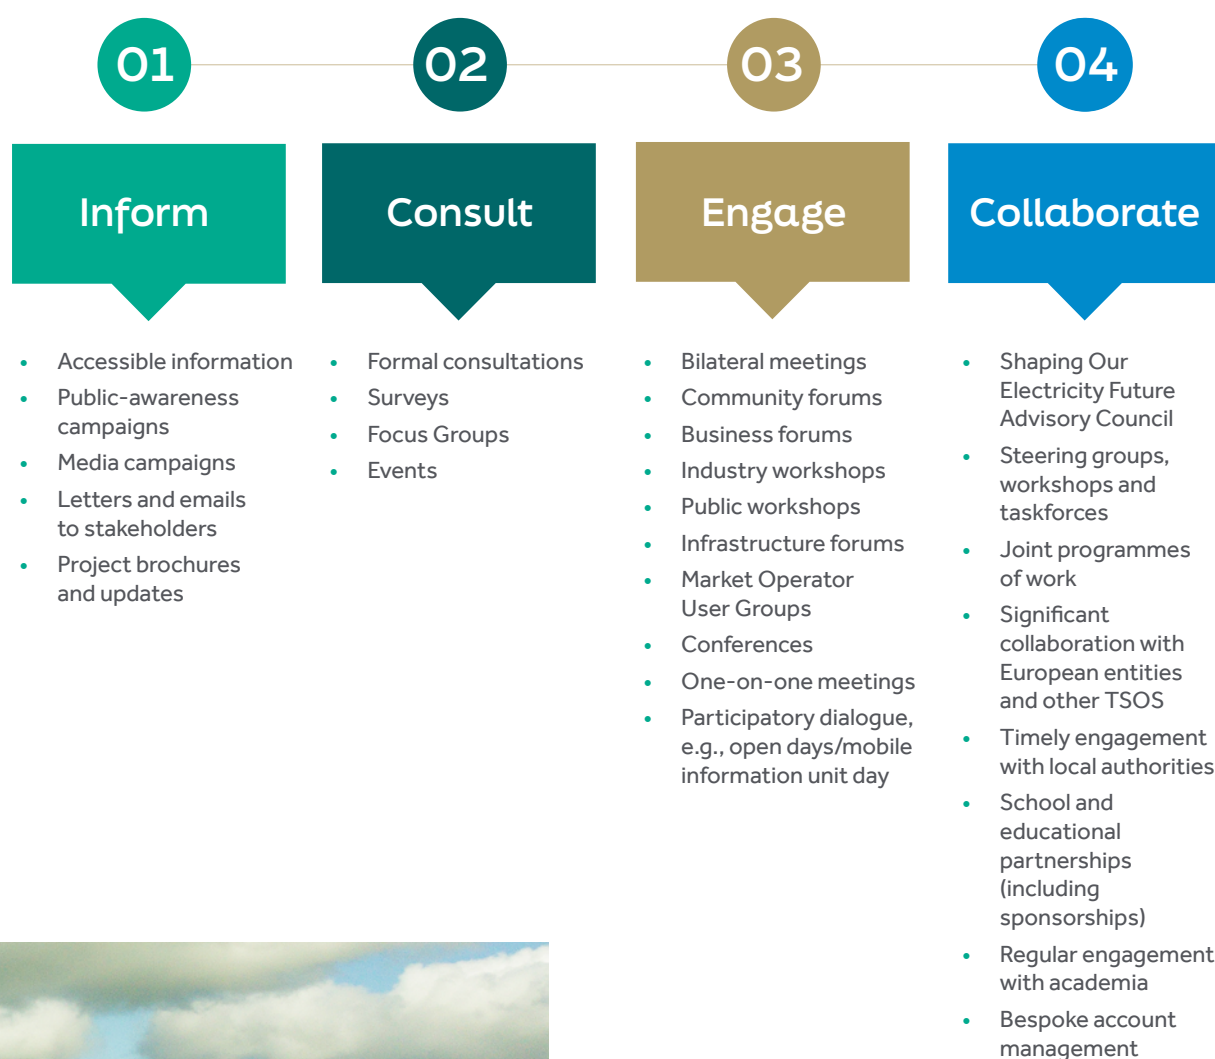 01
Inform
• Accessible information
• Public-awareness
campaigns
• Media campaigns
• Letters and emails
to stakeholders
• Project brochures
and updates
02
Consult
• Formal consultations
• Surveys
• Focus Groups
• Events
03
Engage
• Bilateral meetings
• Community forums
• Business forums
• Industry workshops
• Public workshops
• Infrastructure forums
• Market Operator
User Groups
• Conferences
• One-on-one meetings
• Participatory dialogue,
e.g., open days/mobile
information unit day
04
Collaborate
• Shaping Our
Electricity Future
Advisory Council
• Steering groups,
workshops and
taskforces
• Joint programmes
of work
• Significant
collaboration with
European entities
and other TSOS
• Timely engagement
with local authorities
• School and
educational
partnerships
(including
sponsorships)
• Regular engagement
with academia
• Bespoke account
management